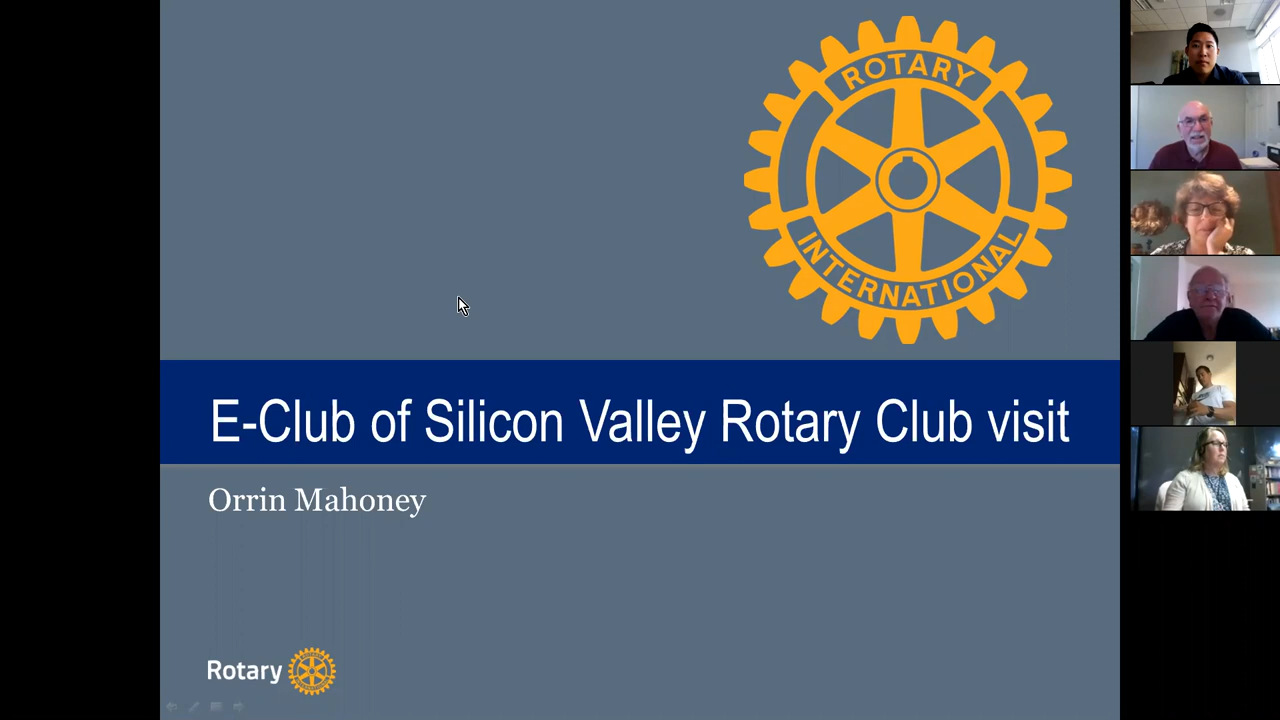 ROTARY
INTERNATIONAL
E-Club of Silicon Valley Rotary Club visit
Orrin Mahoney
Rotary